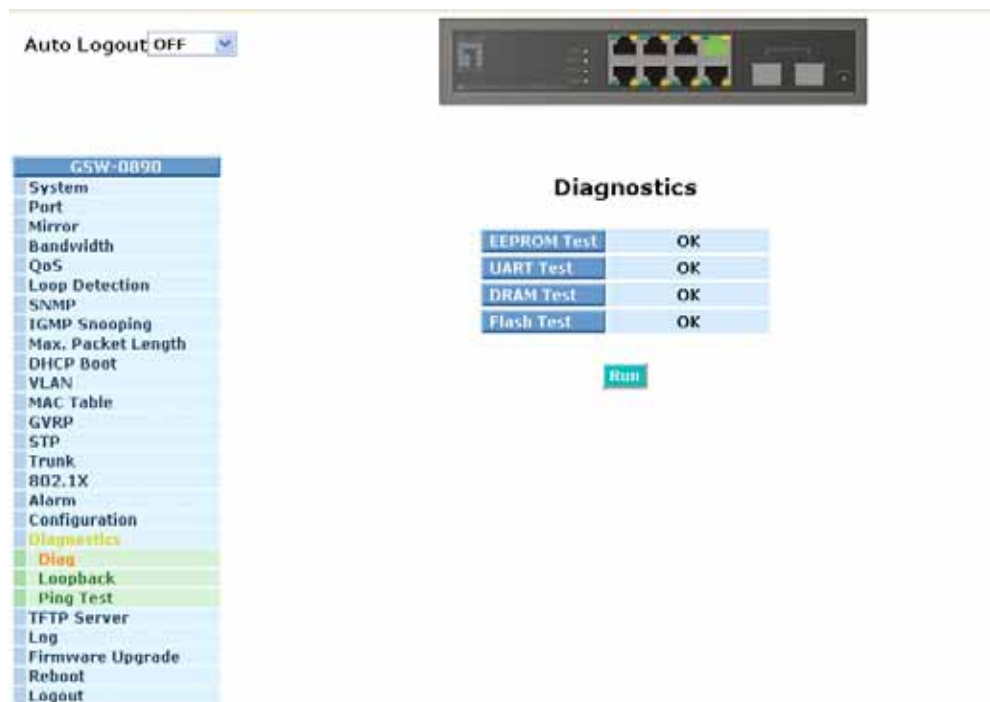 Auto Logout OFF
GSW-0890
System
Port
Mirror
Bandwidth
QoS
Loop Detection
SNMP
IGMP Snooping
Max. Packet Length
DHCP Boot
VLAN
MAC Table
GVRP
STP
Trunk
802.1X
Alarm
Configuration
Diagnostics
Diag
Loopback
Ping Test
TFTP Server
Log
Firmware Upgrade
Reboot
Logout
Diagnostics
EEPROM Test OK
UART Test OK
DRAM Test OK
Flash Test OK
Run